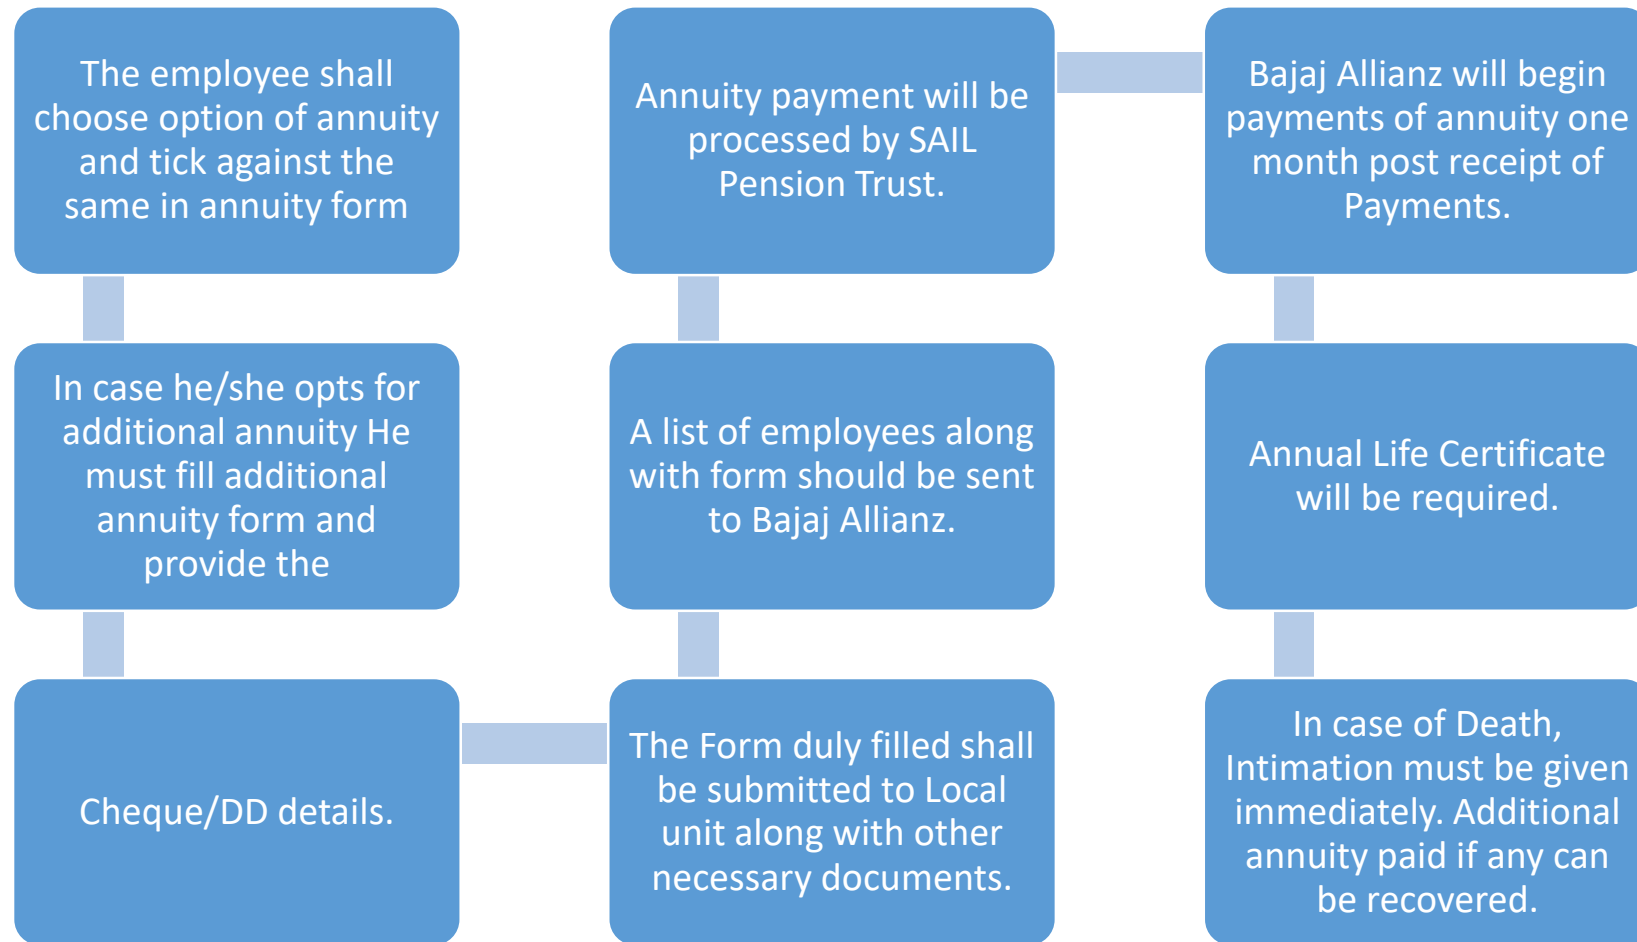 The employee shall
choose option of annuity
and tick against the
same in annuity form
In case he/she opts for
additional annuity He
must fill additional
annuity form and
provide the
Cheque/DD details.
The Form duly filled shall
be submitted to Local
unit along with other
necessary documents.
A list of employees along
with form should be sent
to Bajaj Allianz.
Annuity payment will be
processed by SAIL
Pension Trust.
Bajaj Allianz will begin
payments of annuity one
month post receipt of
Payments.
Annual Life Certificate
will be required.
In case of Death,
Intimation must be given
immediately. Additional
annuity paid if any can
be recovered.